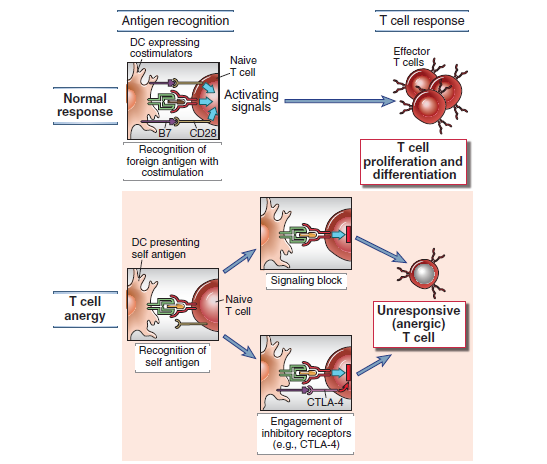 Antigen recognition
T cell response
DC expressing
costimulators
Naive
T cell
Effector
T cells
Normal
response
Activating
signals
B7
CD28
Recognition of
foreign antigen with
costimulation
T cell
proliferation and
differentiation
DC presenting
self antigen
Signaling block
T cell
anergy
Naive
T cell
Unresponsive
(anergic)
T cell
Recognition of
self antigen
CTLA-4
Engagement of
inhibitory receptors
(e.g., CTLA-4)